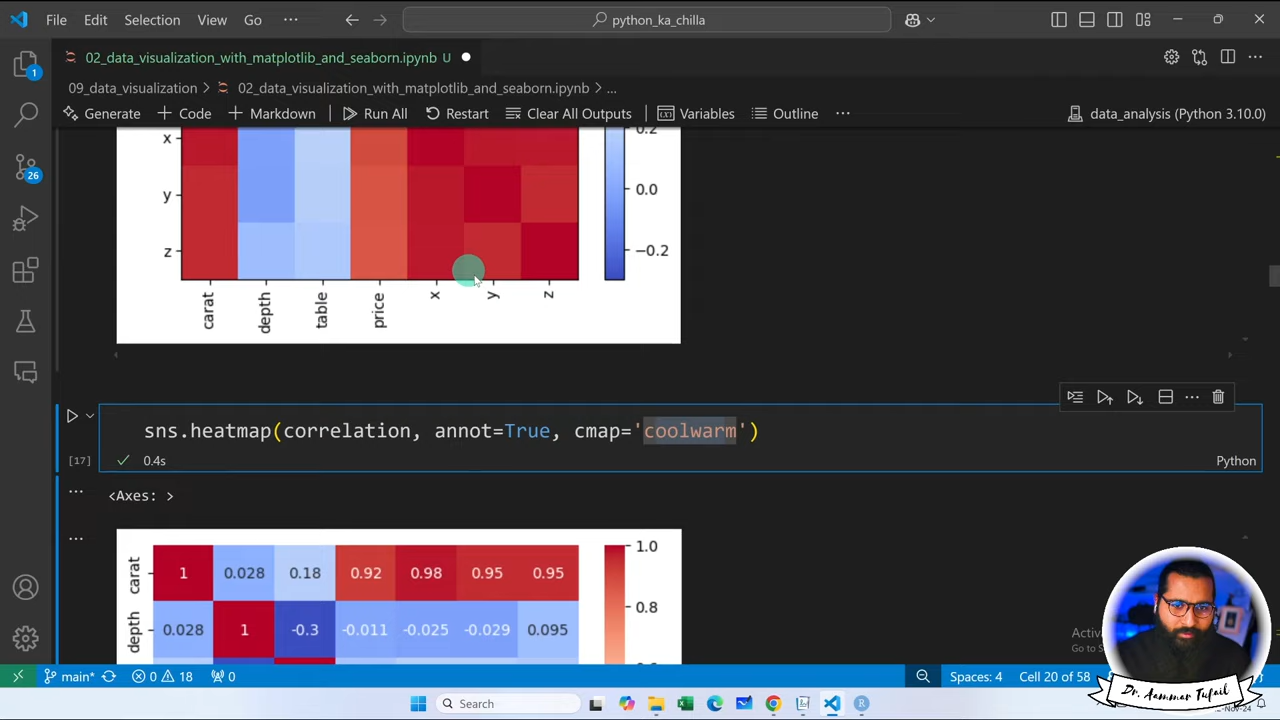 File Edit Selection View Go ··· python_ka_chilla
02_data_visualization_with_matplotlib_and_seaborn.ipynb U
09_data_visualization > 02_data_visualization_with_matplotlib_and_seaborn.ipynb > ...
Generate + Code + Markdown Run All Restart Clear All Outputs Variables Outline ··· data_analysis (Python 3.10.0)
1
26
x 0.2
y 0.0
z −0.2
carat depth table price x y z
sns.heatmap(correlation, annot=True, cmap='coolwarm')
[17] 0.4s Python
<Axes: >
carat 1 0.028 0.18 0.92 0.98 0.95 0.95 1.0
0.8
depth 0.028 1 -0.3 -0.011 -0.025 -0.029 0.095
Dr. Aammar Tufail
main* 0 18 0 Spaces: 4 Cell 20 of 58
Search